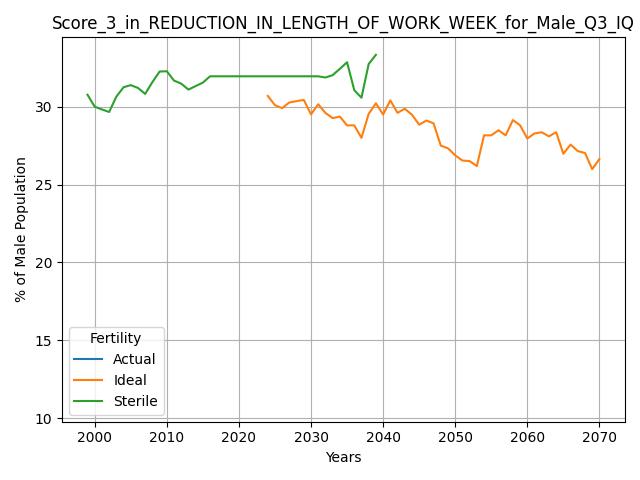 Score_3_in_REDUCTION_IN_LENGTH_OF_WORK_WEEK_for_Male_Q3_IQ
% of Male Population
30
25
20
15
10
Fertility
Actual
Ideal
Sterile
2000 2010 2020 2030 2040 2050 2060 2070
Years